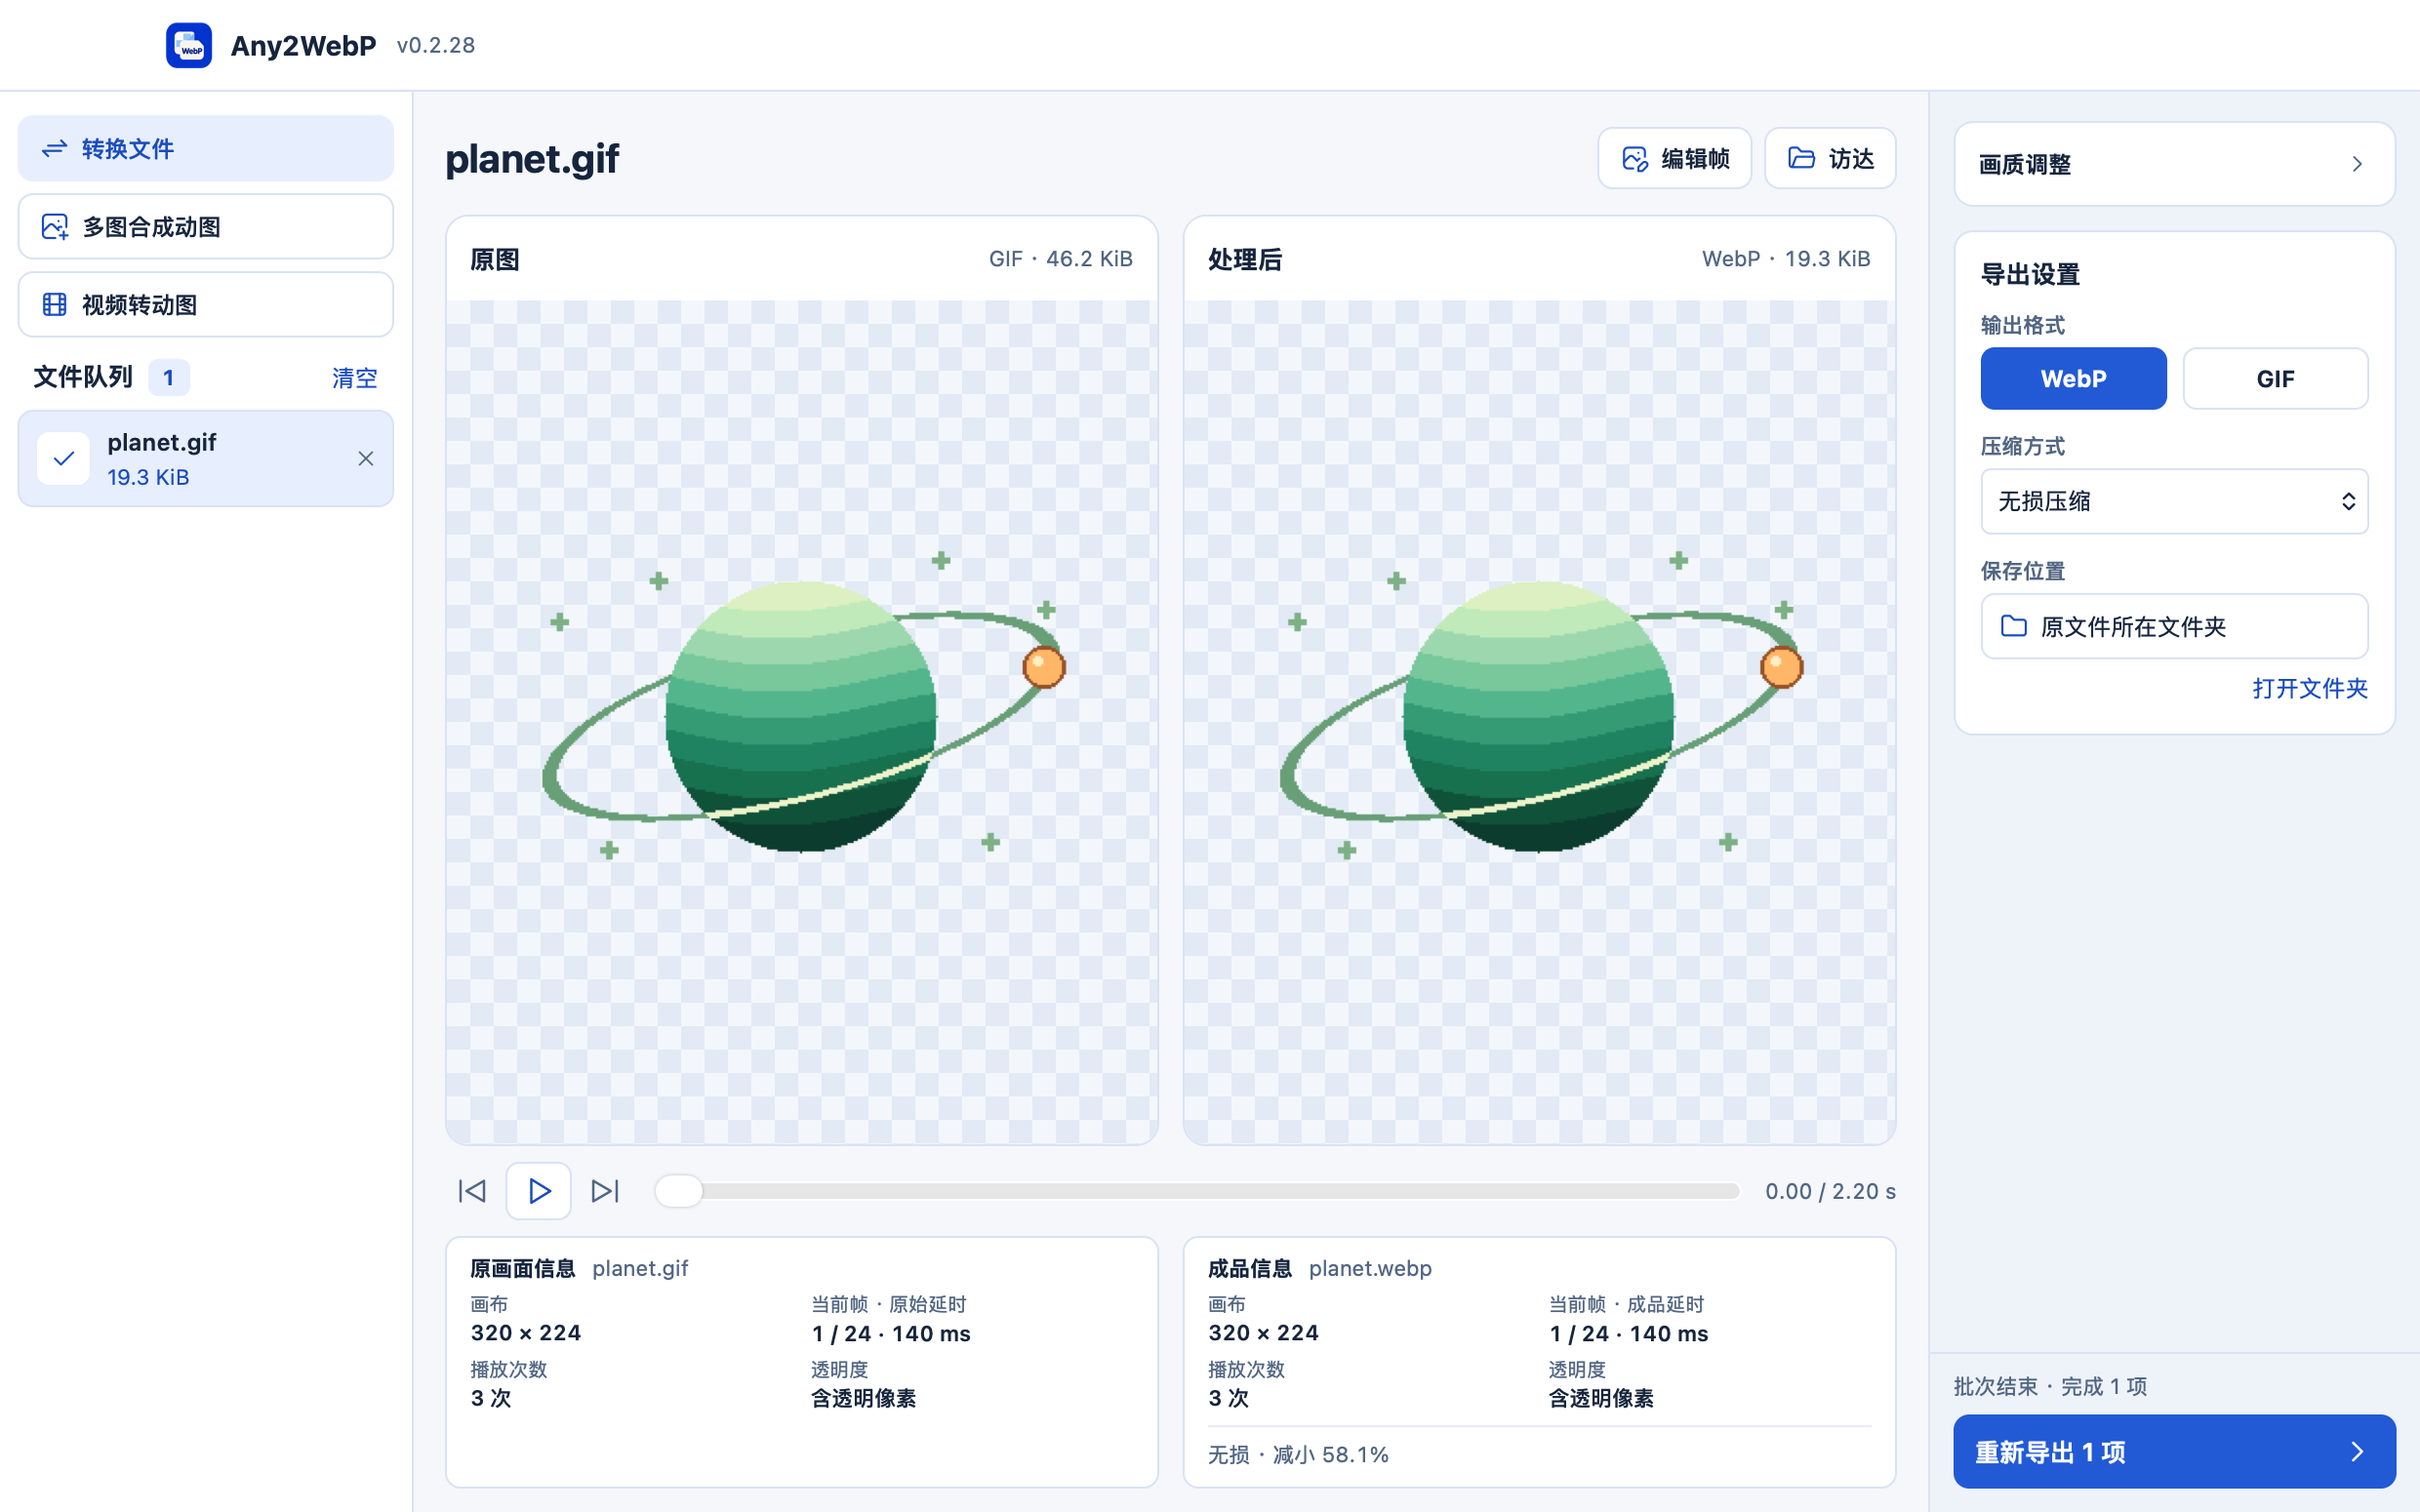 WebP
Any2WebP v0.2.28
转换文件
多图合成动图
视频转动图
文件队列 1 清空
planet.gif
19.3 KiB
planet.gif
编辑帧 访达
原图 GIF · 46.2 KiB
处理后 WebP · 19.3 KiB
0.00 / 2.20 s
原画面信息 planet.gif
画布 当前帧 · 原始延时
320 × 224 1 / 24 · 140 ms
播放次数 透明度
3 次 含透明像素
成品信息 planet.webp
画布 当前帧 · 成品延时
320 × 224 1 / 24 · 140 ms
播放次数 透明度
3 次 含透明像素
无损 · 减小 58.1%
画质调整
导出设置
输出格式
WebP GIF
压缩方式
无损压缩
保存位置
原文件所在文件夹
打开文件夹
批次结束 · 完成 1 项
重新导出 1 项